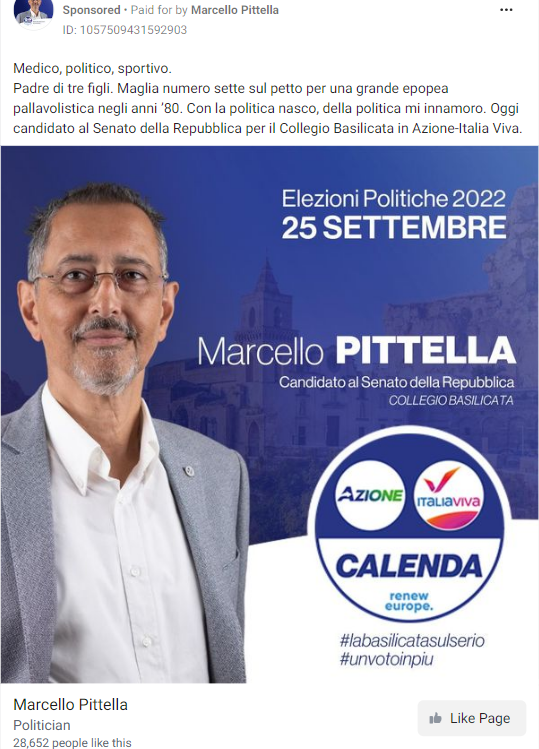 Sponsored • Paid for by Marcello Pittella
ID: 1057509431592903
Medico, politico, sportivo.
Padre di tre figli. Maglia numero sette sul petto per una grande epopea
pallavolistica negli anni '80. Con la politica nasco, della politica mi innamoro. Oggi
candidato al Senato della Repubblica per il Collegio Basilicata in Azione-Italia Viva.
Elezioni Politiche 2022
25 SETTEMBRE
Marcello PITTELLA
Candidato al Senato della Repubblica
COLLEGIO BASILICATA
AZIONE
ITALIAVIVA
CALENDA
renew
europe.
#labasilicatasulserio
#unvotoinpiu
Marcello Pittella
Politician
28,652 people like this
Like Page